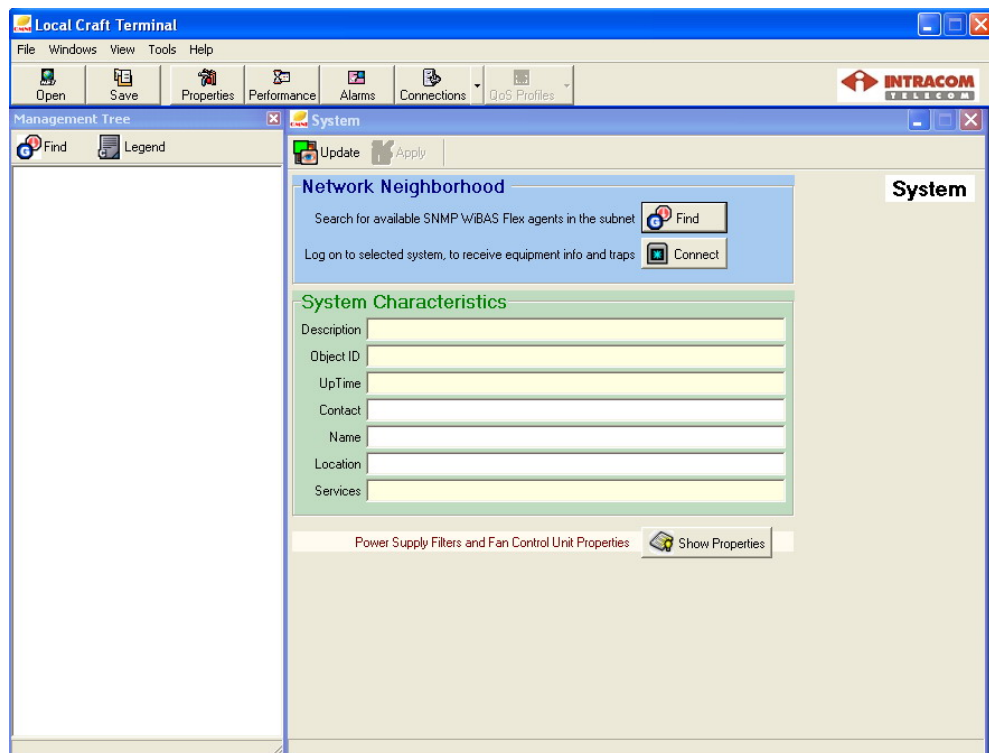 Local Craft Terminal
File Windows View Tools Help
Open Save Properties Performance Alarms Connections QoS Profiles
INTRACOM
TELECOM
Management Tree
System
Find Legend
Update Apply
Network Neighborhood
System
Search for available SNMP WiBAS Flex agents in the subnet Find
Log on to selected system, to receive equipment info and traps Connect
System Characteristics
Description
Object ID
UpTime
Contact
Name
Location
Services
Power Supply Filters and Fan Control Unit Properties Show Properties